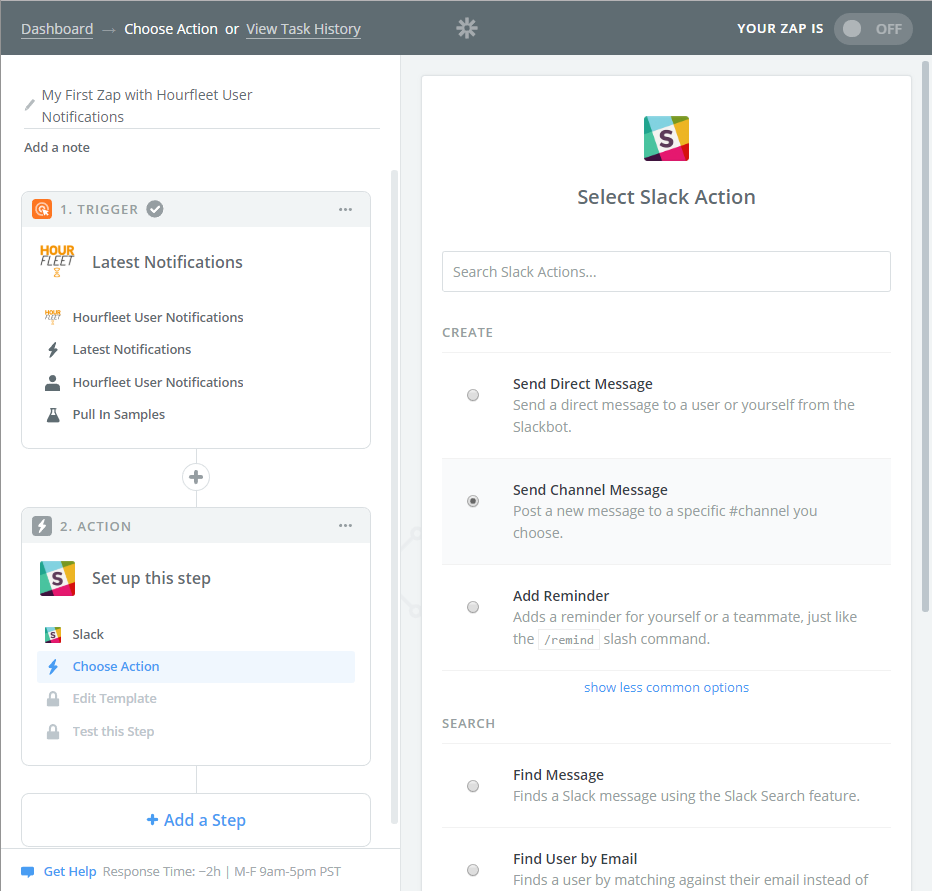 Dashboard → Choose Action or View Task History
YOUR ZAP IS OFF
My First Zap with Hourfleet User
Notifications
Add a note
1. TRIGGER
HOUR
FLEET
Latest Notifications
HOUR
FLEET
Hourfleet User Notifications
Latest Notifications
Hourfleet User Notifications
Pull In Samples
2. ACTION
S
Set up this step
S
Slack
Choose Action
Edit Template
Test this Step
+ Add a Step
Get Help Response Time: ~2h | M-F 9am-5pm PST
S
Select Slack Action
Search Slack Actions...
CREATE
Send Direct Message
Send a direct message to a user or yourself from the
Slackbot.
Send Channel Message
Post a new message to a specific #channel you
choose.
Add Reminder
Adds a reminder for yourself or a teammate, just like
the /remind slash command.
show less common options
SEARCH
Find Message
Finds a Slack message using the Slack Search feature.
Find User by Email
Finds a user by matching against their email instead of